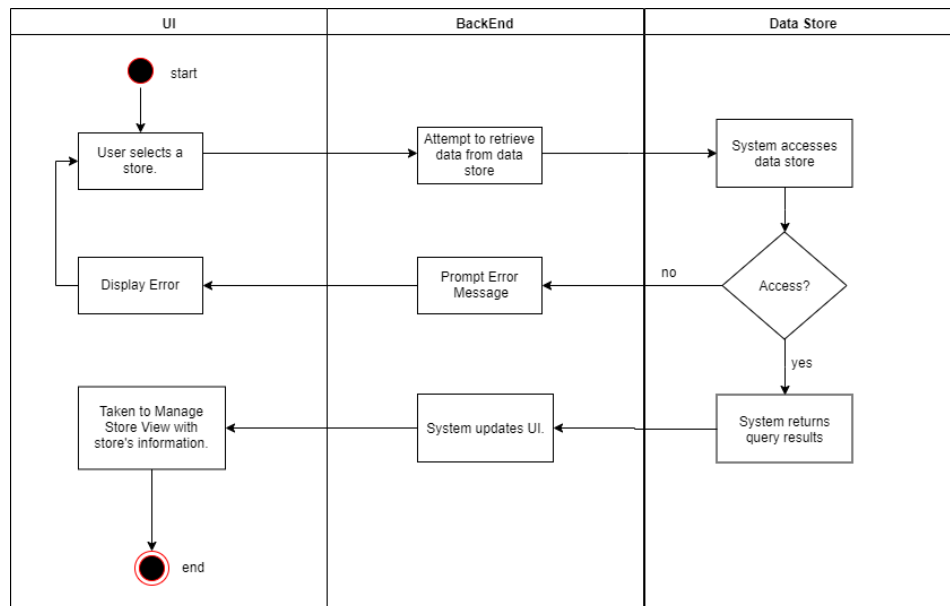 UI
BackEnd
Data Store
start
User selects a
store.
Attempt to retrieve
data from data
store
System accesses
data store
Display Error
Prompt Error
Message
no
Access?
yes
Taken to Manage
Store View with
store's information.
System updates UI.
System returns
query results
end